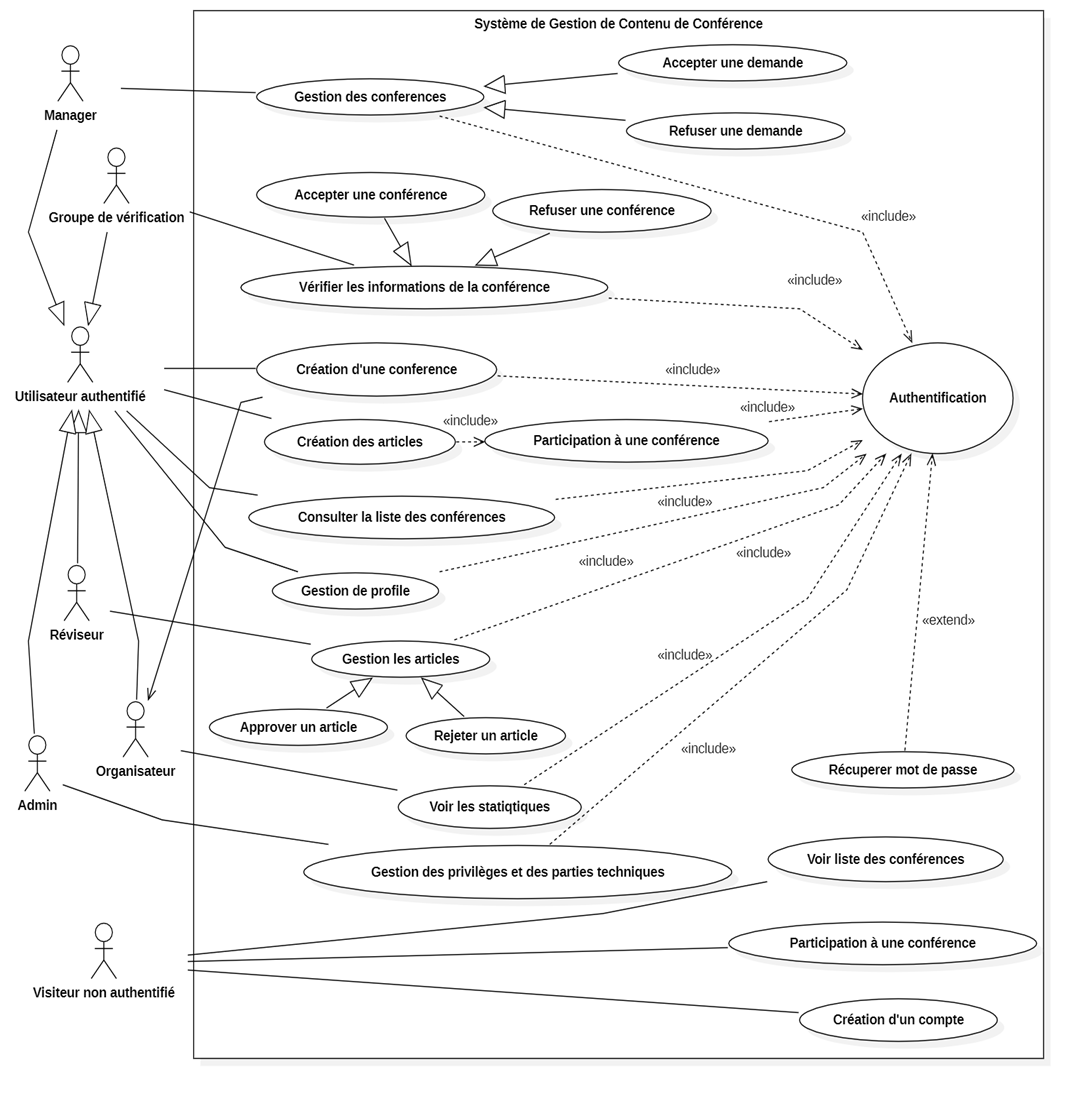 Système de Gestion de Contenu de Conférence
Accepter une demande
Gestion des conferences
Manager
Refuser une demande
Groupe de vérification
Accepter une conférence
Refuser une conférence
«include»
«include»
Vérifier les informations de la conférence
Utilisateur authentifié
Création d'une conference
«include»
Authentification
«include»
«include»
Création des articles
Participation à une conférence
Consulter la liste des conférences
«include»
«include»
«include»
Gestion de profile
«extend»
Réviseur
Gestion les articles
«include»
Approver un article
Rejeter un article
«include»
Organisateur
Récuperer mot de passe
Admin
Voir les statiqtiques
Voir liste des conférences
Gestion des privilèges et des parties techniques
Participation à une conférence
Visiteur non authentifié
Création d'un compte